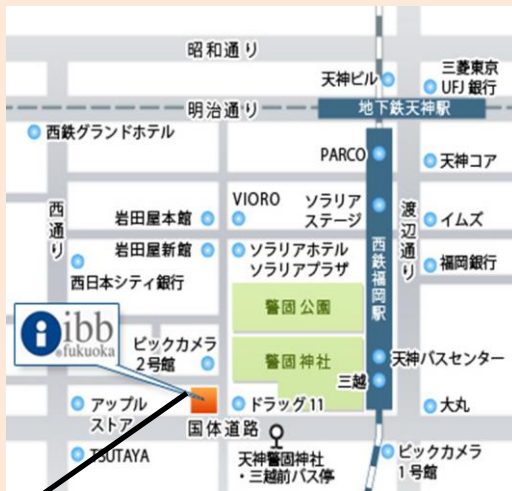 昭和通り
天神ビル
三菱東京
UFJ 銀行
明治通り
地下鉄天神駅
西鉄グランドホテル
PARCO
天神コア
西通り
VIORO
ソラリア
ステージ
岩田屋本館
渡辺通り
イムズ
岩田屋新館
ソラリアホテル
ソラリアプラザ
西鉄福岡駅
福岡銀行
西日本シティ銀行
警固公園
ibb
fukuoka
ビックカメラ
2号館
警固神社
天神バスセンター
三越
アップル
ストア
ドラッグ11
大丸
国体道路
TSUTAYA
天神警固神社
・三越前バス停
ビックカメラ
1号館